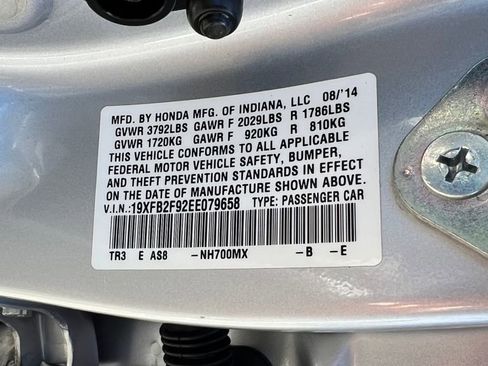 MFD. BY HONDA MFG. OF INDIANA, LLC 08/'14
GVWR 3792LBS GAWR F 2029LBS R 1786LBS
GVWR 1720KG GAWR F 920KG R 810KG
THIS VEHICLE CONFORMS TO ALL APPLICABLE
FEDERAL MOTOR VEHICLE SAFETY, BUMPER,
AND THEFT PREVENTION STANDARDS IN EFFECT
ON THE DATE OF MANUFACTURE SHOWN ABOVE.
V.I.N.: 19XFB2F92EE079658 TYPE: PASSENGER CAR
TR3 E AS8 -NH700MX -B -E